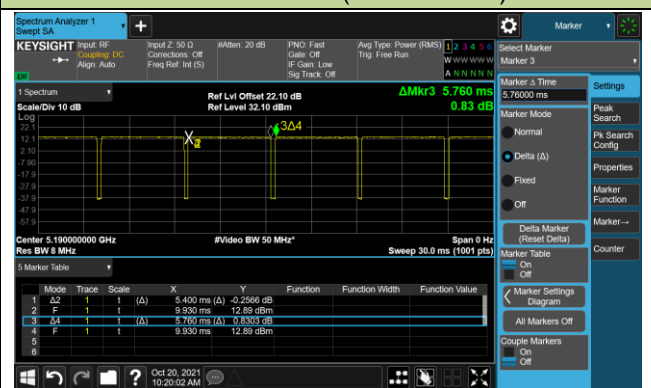 Spectrum Analyzer 1
Swept SA
+
Marker
KEYSIGHT
Input: RF
Coupling: DC
Align: Auto
Input Z: 50 Ω
Corrections: Off
Freq Ref: Int (S)
#Atten: 20 dB
PNO: Fast
Gate: Off
IF Gain: Low
Sig Track: Off
Avg Type: Power (RMS)
Trig: Free Run
1 2 3 4 5 6
W W W W W W
A N N N N N
Select Marker
Marker 3
Marker Δ Time
5.76000 ms
Settings
Peak Search
Pk Search Config
Properties
Marker Function
Marker→
Counter
Marker Mode
Normal
Delta (Δ)
Fixed
Off
Delta Marker
(Reset Delta)
Marker Table
On
Off
Marker Settings
Diagram
All Markers Off
Couple Markers
On
Off
1 Spectrum
Scale/Div 10 dB
Ref Lvl Offset 22.10 dB
Ref Level 32.10 dBm
ΔMkr3 5.760 ms
0.83 dB
Log
22.1
12.1
2.10
-7.90
-17.9
-27.9
-37.9
-47.9
-57.9
3Δ4
Center 5.190000000 GHz
Res BW 8 MHz
#Video BW 50 MHz*
Span 0 Hz
Sweep 30.0 ms (1001 pts)
5 Marker Table
Mode Trace Scale X Y Function Function Width Function Value
1 Δ2 1 t (Δ) 5.400 ms (Δ) -0.2566 dB
2 F 1 t 9.930 ms 12.89 dBm
3 Δ4 1 t (Δ) 5.760 ms (Δ) 0.8303 dB
4 F 1 t 9.930 ms 12.89 dBm
5
6
?
Oct 20, 2021
10:20:02 AM